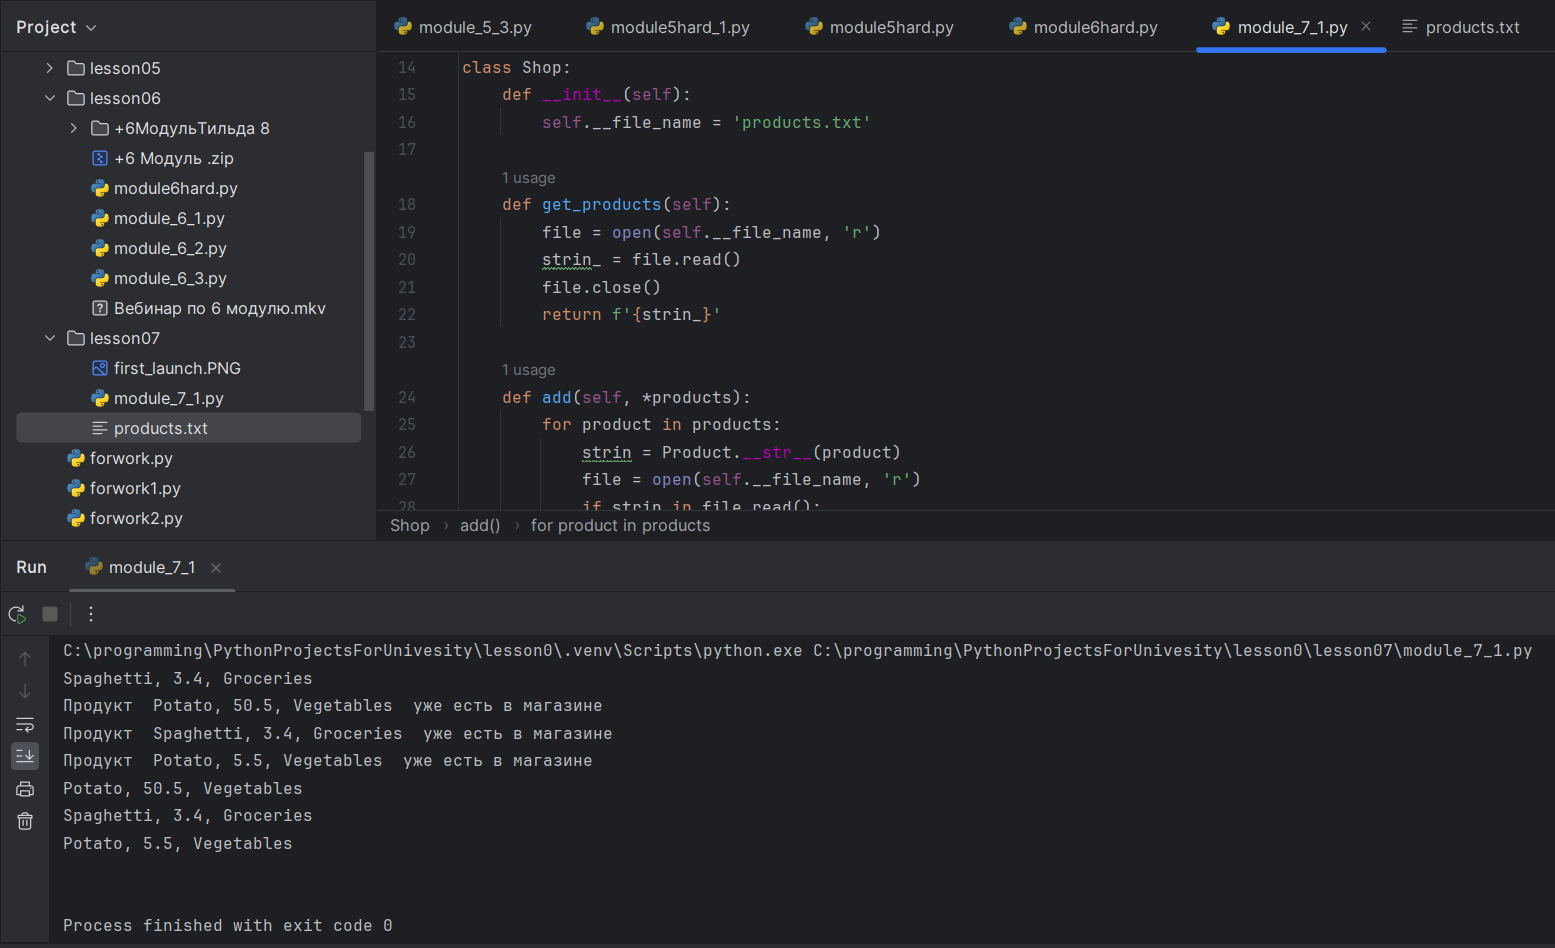 Project
module_5_3.py module5hard_1.py module5hard.py module6hard.py module_7_1.py products.txt
lesson05
lesson06
+6МодульТильда 8
+6 Модуль .zip
module6hard.py
module_6_1.py
module_6_2.py
module_6_3.py
Вебинар по 6 модулю.mkv
lesson07
first_launch.PNG
module_7_1.py
products.txt
forwork.py
forwork1.py
forwork2.py
14 class Shop:
15 def __init__(self):
16 self.__file_name = 'products.txt'
17
1 usage
18 def get_products(self):
19 file = open(self.__file_name, 'r')
20 strin_ = file.read()
21 file.close()
22 return f'{strin_}'
23
1 usage
24 def add(self, *products):
25 for product in products:
26 strin = Product.__str__(product)
27 file = open(self.__file_name, 'r')
28 if strin in file.read():
Shop › add() › for product in products
Run module_7_1
C:\programming\PythonProjectsForUnivesity\lesson0\.venv\Scripts\python.exe C:\programming\PythonProjectsForUnivesity\lesson0\lesson07\module_7_1.py
Spaghetti, 3.4, Groceries
Продукт  Potato, 50.5, Vegetables  уже есть в магазине
Продукт  Spaghetti, 3.4, Groceries  уже есть в магазине
Продукт  Potato, 5.5, Vegetables  уже есть в магазине
Potato, 50.5, Vegetables
Spaghetti, 3.4, Groceries
Potato, 5.5, Vegetables
Process finished with exit code 0